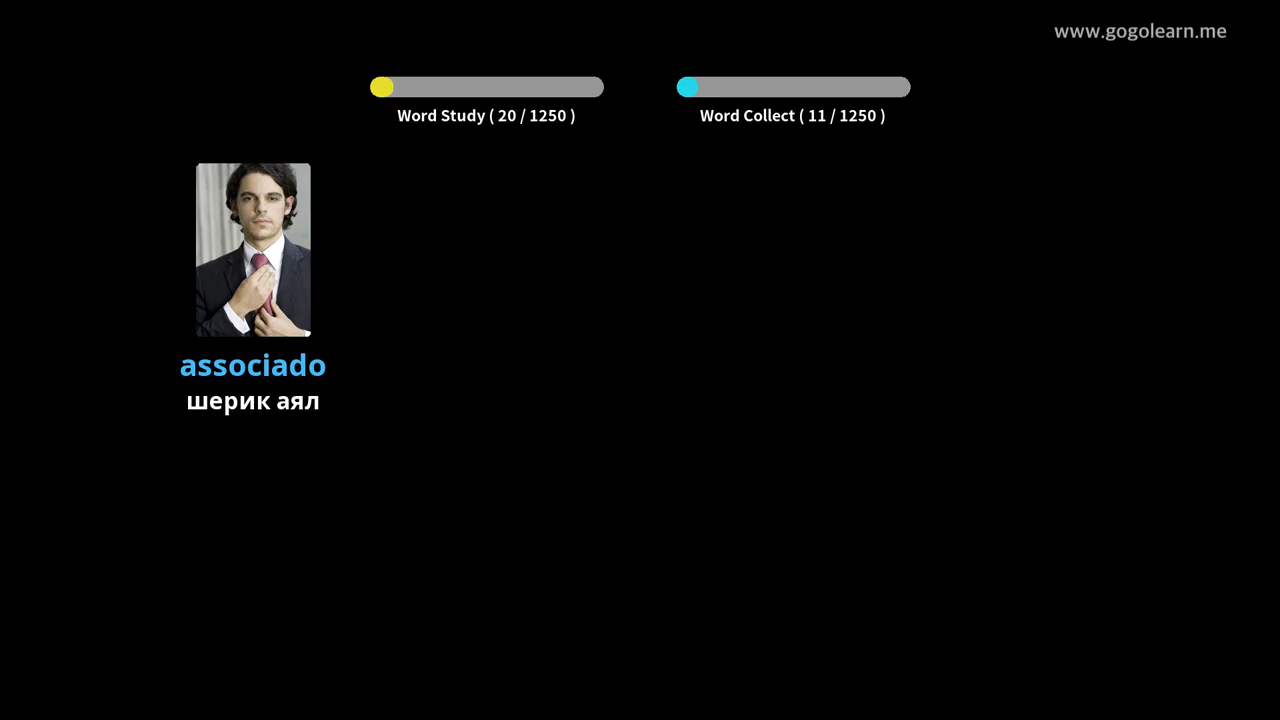 www.gogolearn.me
Word Study ( 20 / 1250 )
Word Collect ( 11 / 1250 )
associado
шерик аял